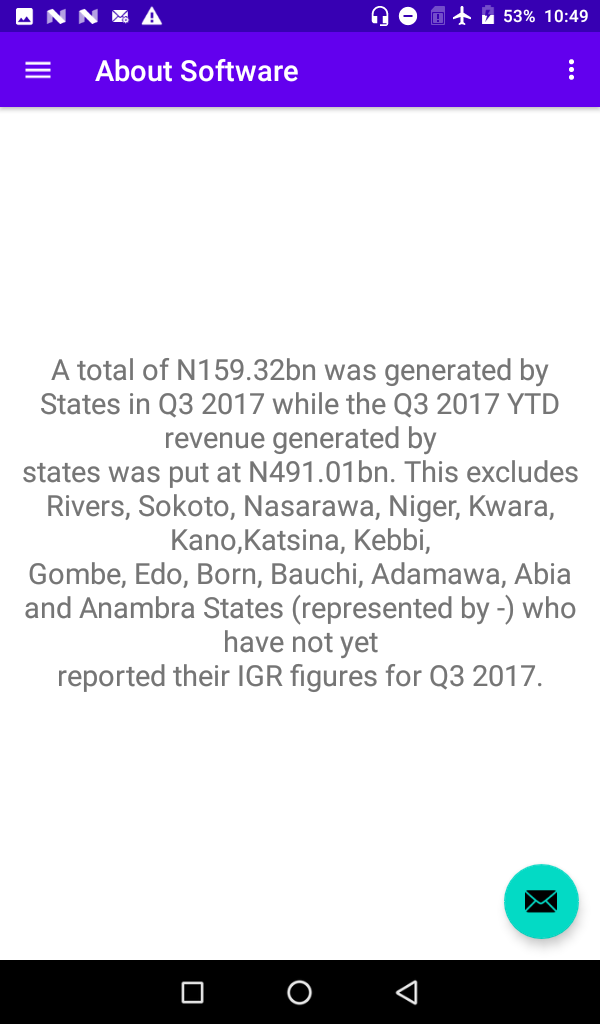 53% 10:49
About Software
A total of N159.32bn was generated by
States in Q3 2017 while the Q3 2017 YTD
revenue generated by
states was put at N491.01bn. This excludes
Rivers, Sokoto, Nasarawa, Niger, Kwara,
Kano,Katsina, Kebbi,
Gombe, Edo, Born, Bauchi, Adamawa, Abia
and Anambra States (represented by -) who
have not yet
reported their IGR figures for Q3 2017.